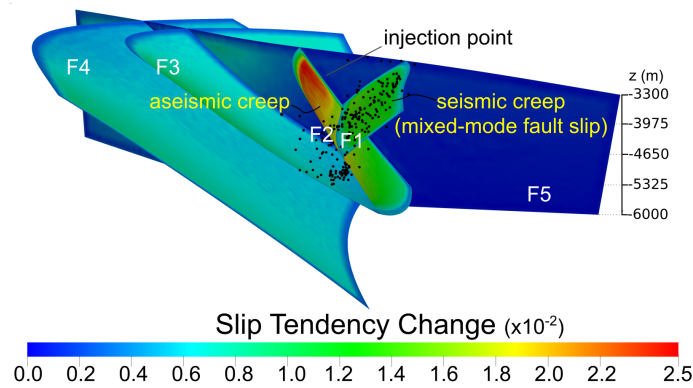 injection point
F4
F3
z (m)
aseismic creep
seismic creep
(mixed-mode fault slip)
-3300
-3975
-4650
-5325
-6000
F2
F1
F5
Slip Tendency Change (x10⁻²)
0.0 0.2 0.4 0.6 0.8 1.0 1.2 1.4 1.6 1.8 2.0 2.2 2.5